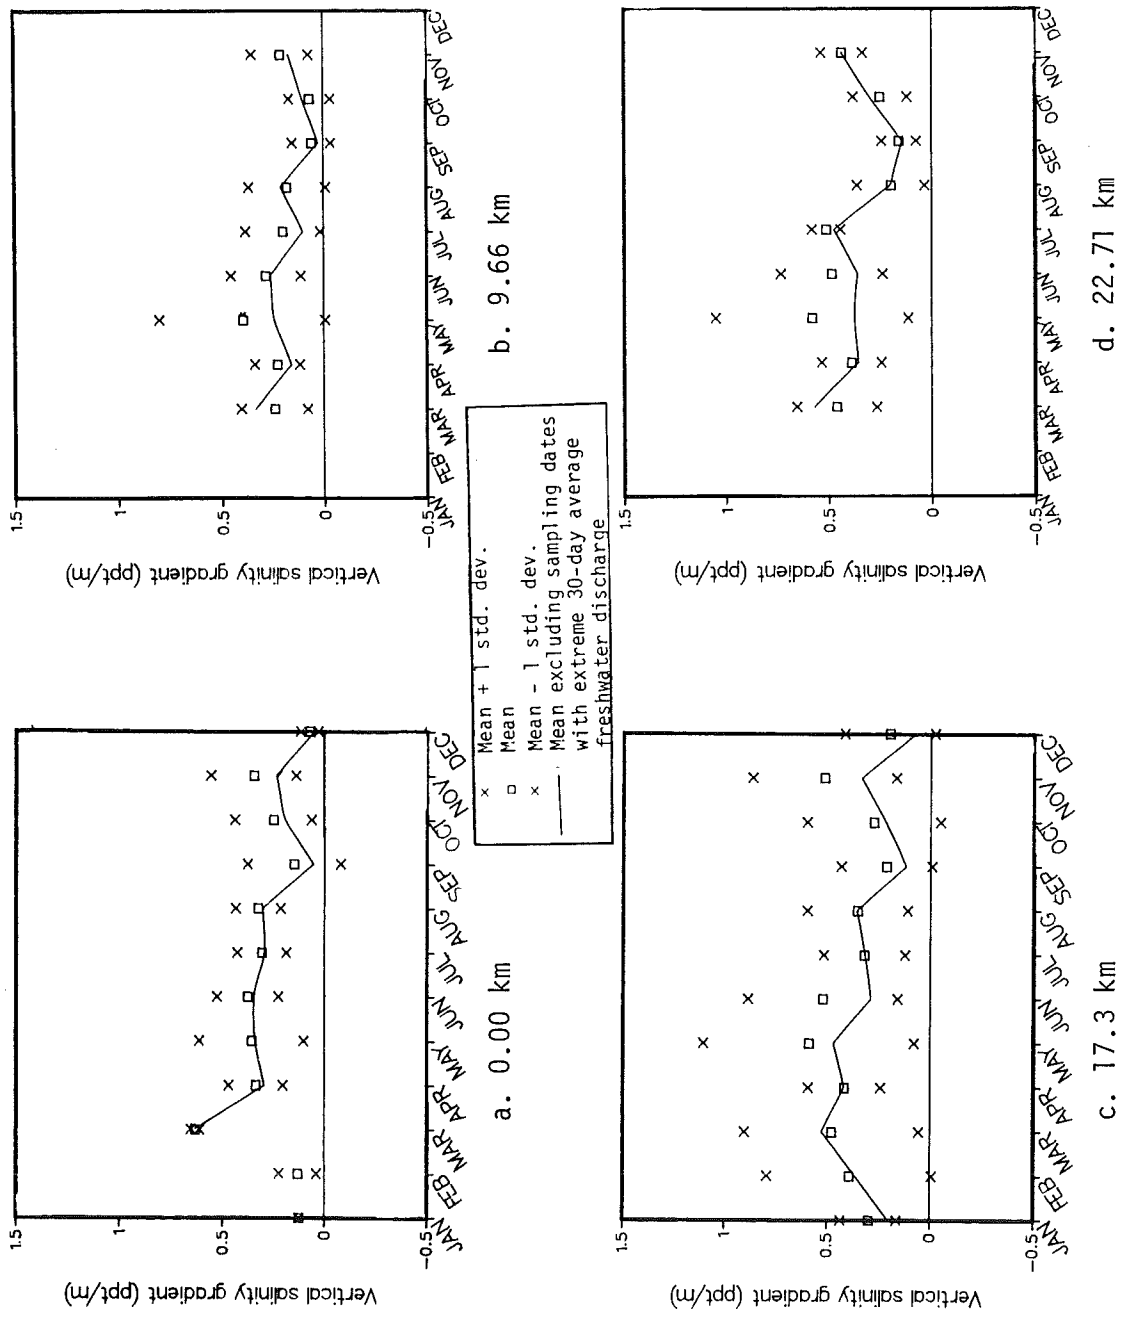 Vertical salinity gradient (ppt/m)
1.5
1
0.5
0
-0.5
JAN FEB MAR APR MAY JUN JUL AUG SEP OCT NOV DEC
a. 0.00 km
Vertical salinity gradient (ppt/m)
1.5
1
0.5
0
-0.5
JAN FEB MAR APR MAY JUN JUL AUG SEP OCT NOV DEC
b. 9.66 km
x Mean + 1 std. dev.
□ Mean
x Mean - 1 std. dev.
Mean excluding sampling dates
with extreme 30-day average
freshwater discharge
Vertical salinity gradient (ppt/m)
1.5
1
0.5
0
-0.5
JAN FEB MAR APR MAY JUN JUL AUG SEP OCT NOV DEC
c. 17.3 km
Vertical salinity gradient (ppt/m)
1.5
1
0.5
0
-0.5
JAN FEB MAR APR MAY JUN JUL AUG SEP OCT NOV DEC
d. 22.71 km